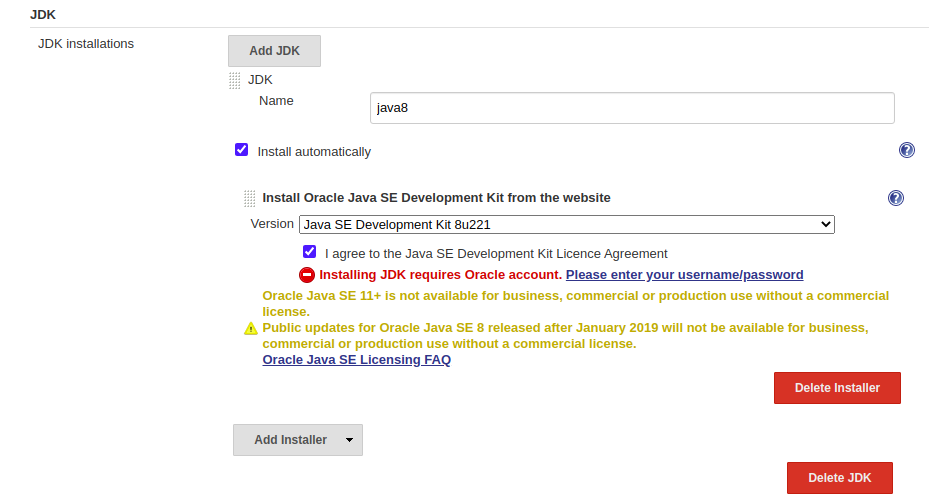 JDK
JDK installations
Add JDK
JDK
Name
java8
Install automatically
?
Install Oracle Java SE Development Kit from the website
?
Version
Java SE Development Kit 8u221
I agree to the Java SE Development Kit Licence Agreement
Installing JDK requires Oracle account. Please enter your username/password
Oracle Java SE 11+ is not available for business, commercial or production use without a commercial
license.
Public updates for Oracle Java SE 8 released after January 2019 will not be available for business,
commercial or production use without a commercial license.
Oracle Java SE Licensing FAQ
Delete Installer
Add Installer
Delete JDK